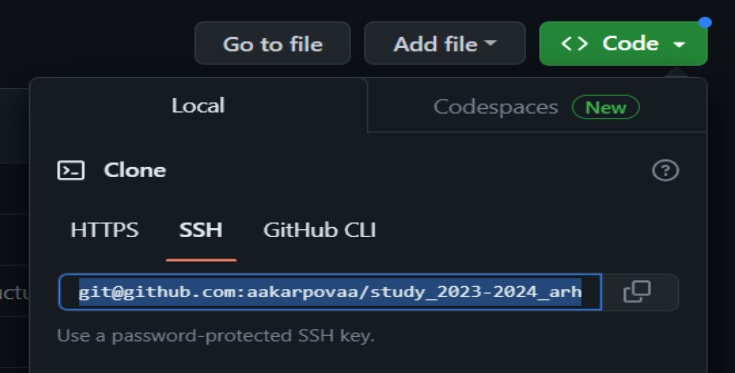 Go to file Add file <> Code
Local Codespaces New
Clone
HTTPS SSH GitHub CLI
git@github.com:aakarpovaa/study_2023-2024_arh
Use a password-protected SSH key.